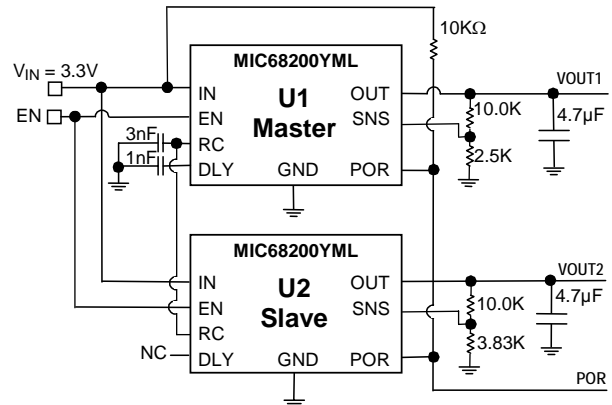 10KΩ
MIC68200YML
VIN = 3.3V
IN
OUT
VOUT1
U1
EN
EN
10.0K
4.7µF
Master
SNS
3nF
RC
2.5K
1nF
DLY
GND
POR
MIC68200YML
IN
OUT
VOUT2
U2
EN
10.0K
4.7µF
Slave
SNS
RC
3.83K
NC
DLY
GND
POR
POR